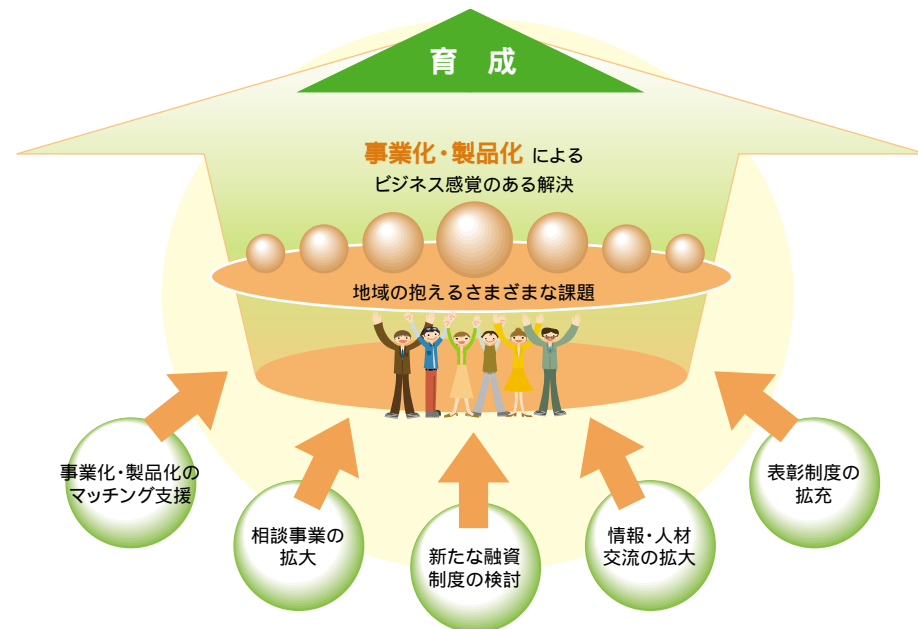 育 成
事業化・製品化 による
ビジネス感覚のある解決
地域の抱えるさまざまな課題
事業化・製品化の
マッチング支援
相談事業の
拡大
新たな融資
制度の検討
情報・人材
交流の拡大
表彰制度の
拡充